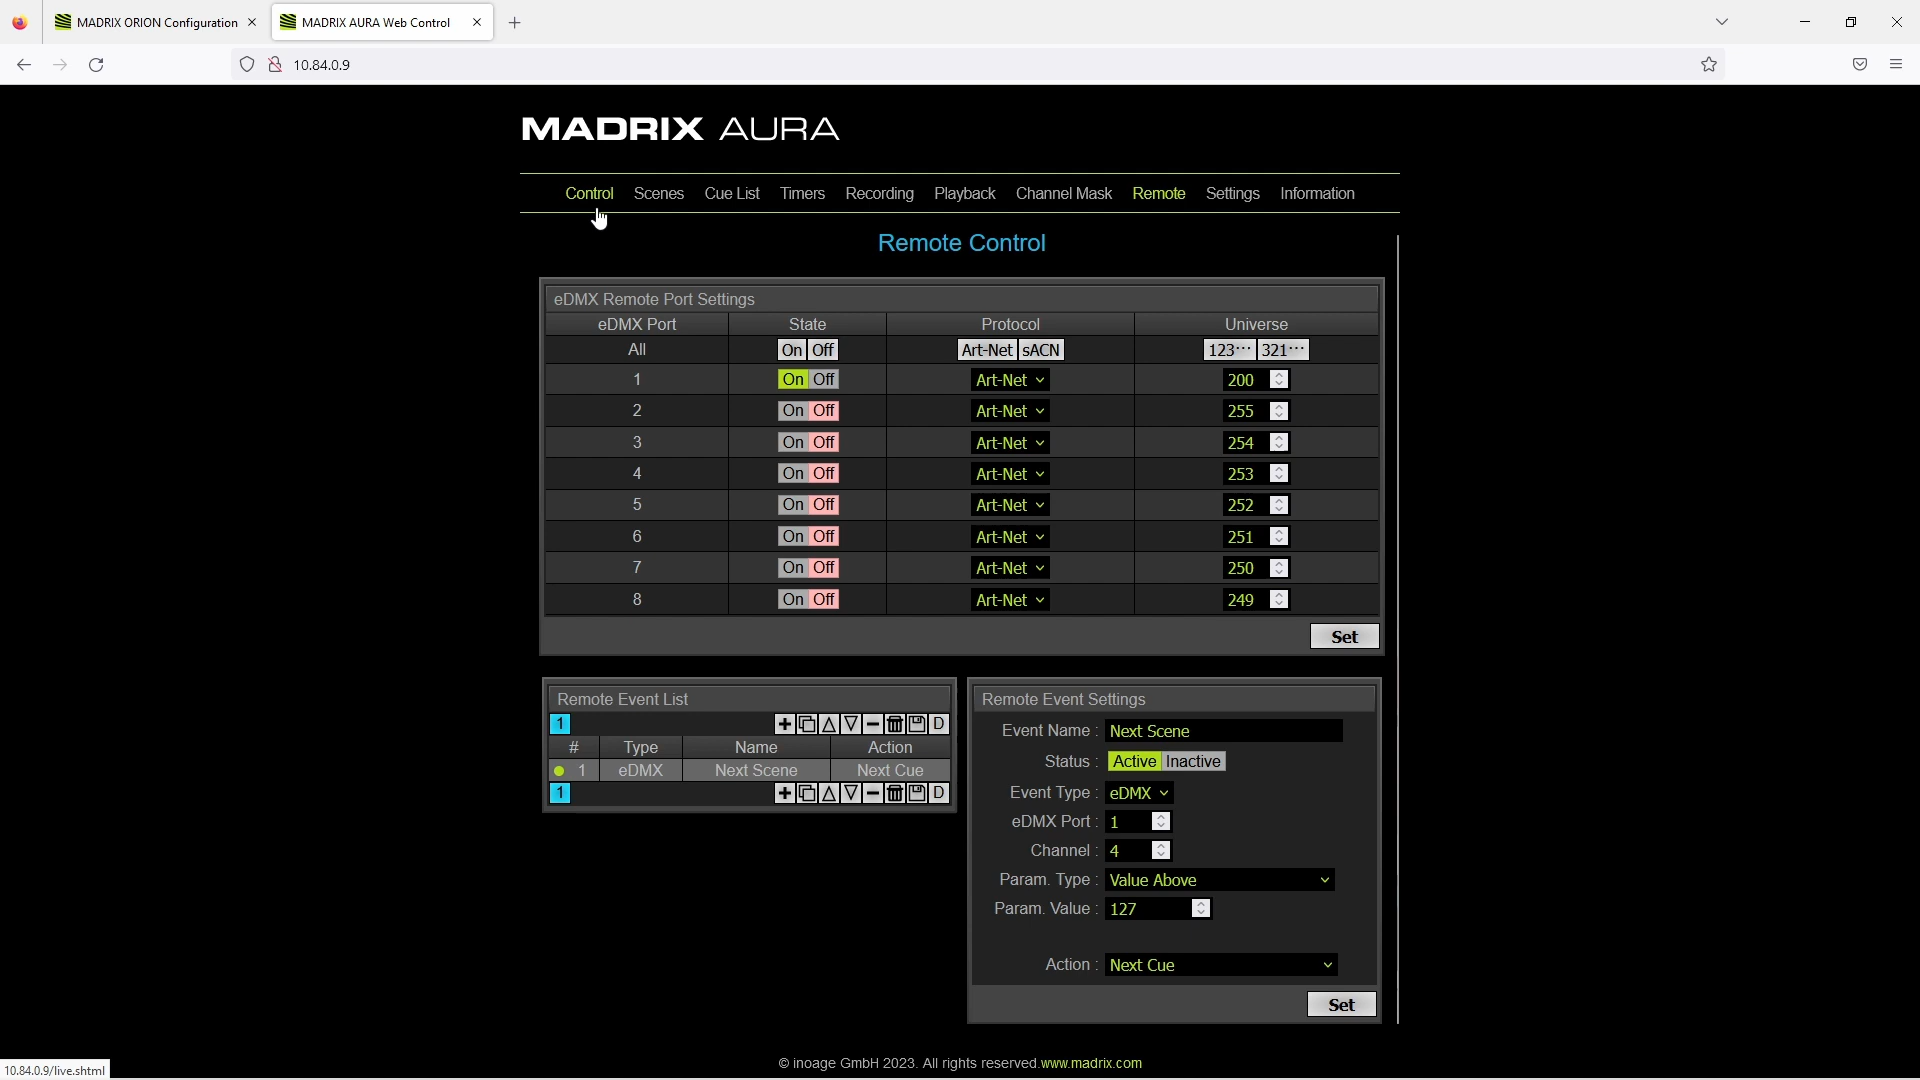 MADRIX ORION Configuration
MADRIX AURA Web Control
10.84.0.9
MADRIX AURA
Control Scenes Cue List Timers Recording Playback Channel Mask Remote Settings Information
Remote Control
eDMX Remote Port Settings
eDMX Port State Protocol Universe
All On Off Art-Net sACN 123··· 321···
1 On Off Art-Net 200
2 On Off Art-Net 255
3 On Off Art-Net 254
4 On Off Art-Net 253
5 On Off Art-Net 252
6 On Off Art-Net 251
7 On Off Art-Net 250
8 On Off Art-Net 249
Set
Remote Event List
1 D
# Type Name Action
1 eDMX Next Scene Next Cue
1 D
Remote Event Settings
Event Name : Next Scene
Status : Active Inactive
Event Type : eDMX
eDMX Port : 1
Channel : 4
Param. Type : Value Above
Param. Value : 127
Action : Next Cue
Set
© inoage GmbH 2023. All rights reserved. www.madrix.com
10.84.0.9/live.shtml